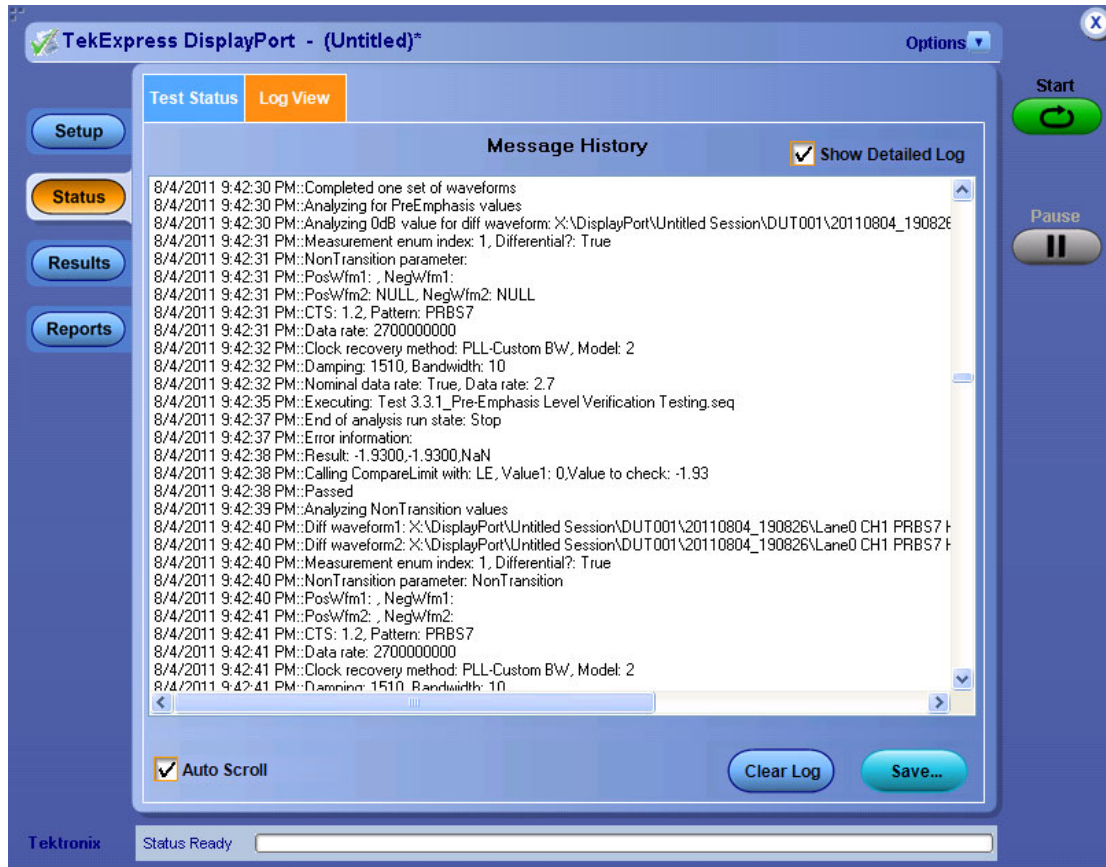 TekExpress DisplayPort - (Untitled)*
Options
X
Test Status
Log View
Start
Setup
Message History
Show Detailed Log
Status
Pause
Results
Reports
8/4/2011 9:42:30 PM::Completed one set of waveforms
8/4/2011 9:42:30 PM::Analyzing for PreEmphasis values
8/4/2011 9:42:30 PM::Analyzing 0dB value for diff waveform: X:\DisplayPort\Untitled Session\DUT001\20110804_190826
8/4/2011 9:42:31 PM::Measurement enum index: 1, Differential?: True
8/4/2011 9:42:31 PM::NonTransition parameter:
8/4/2011 9:42:31 PM::PosWfm1: , NegWfm1:
8/4/2011 9:42:31 PM::PosWfm2: NULL, NegWfm2: NULL
8/4/2011 9:42:31 PM::CTS: 1.2, Pattern: PRBS7
8/4/2011 9:42:31 PM::Data rate: 2700000000
8/4/2011 9:42:32 PM::Clock recovery method: PLL-Custom BW, Model: 2
8/4/2011 9:42:32 PM::Damping: 1510, Bandwidth: 10
8/4/2011 9:42:32 PM::Nominal data rate: True, Data rate: 2.7
8/4/2011 9:42:35 PM::Executing: Test 3.3.1_Pre-Emphasis Level Verification Testing.seq
8/4/2011 9:42:37 PM::End of analysis run state: Stop
8/4/2011 9:42:37 PM::Error information:
8/4/2011 9:42:38 PM::Result: -1.9300,-1.9300,NaN
8/4/2011 9:42:38 PM::Calling CompareLimit with: LE, Value1: 0,Value to check: -1.93
8/4/2011 9:42:38 PM::Passed
8/4/2011 9:42:39 PM::Analyzing NonTransition values
8/4/2011 9:42:40 PM::Diff waveform1: X:\DisplayPort\Untitled Session\DUT001\20110804_190826\Lane0 CH1 PRBS7 H
8/4/2011 9:42:40 PM::Diff waveform2: X:\DisplayPort\Untitled Session\DUT001\20110804_190826\Lane0 CH1 PRBS7 H
8/4/2011 9:42:40 PM::Measurement enum index: 1, Differential?: True
8/4/2011 9:42:40 PM::NonTransition parameter: NonTransition
8/4/2011 9:42:40 PM::PosWfm1: , NegWfm1:
8/4/2011 9:42:41 PM::PosWfm2: , NegWfm2:
8/4/2011 9:42:41 PM::CTS: 1.2, Pattern: PRBS7
8/4/2011 9:42:41 PM::Data rate: 2700000000
8/4/2011 9:42:41 PM::Clock recovery method: PLL-Custom BW, Model: 2
8/4/2011 9:42:41 PM::Damping: 1510, Bandwidth: 10
Auto Scroll
Clear Log
Save...
Tektronix
Status Ready